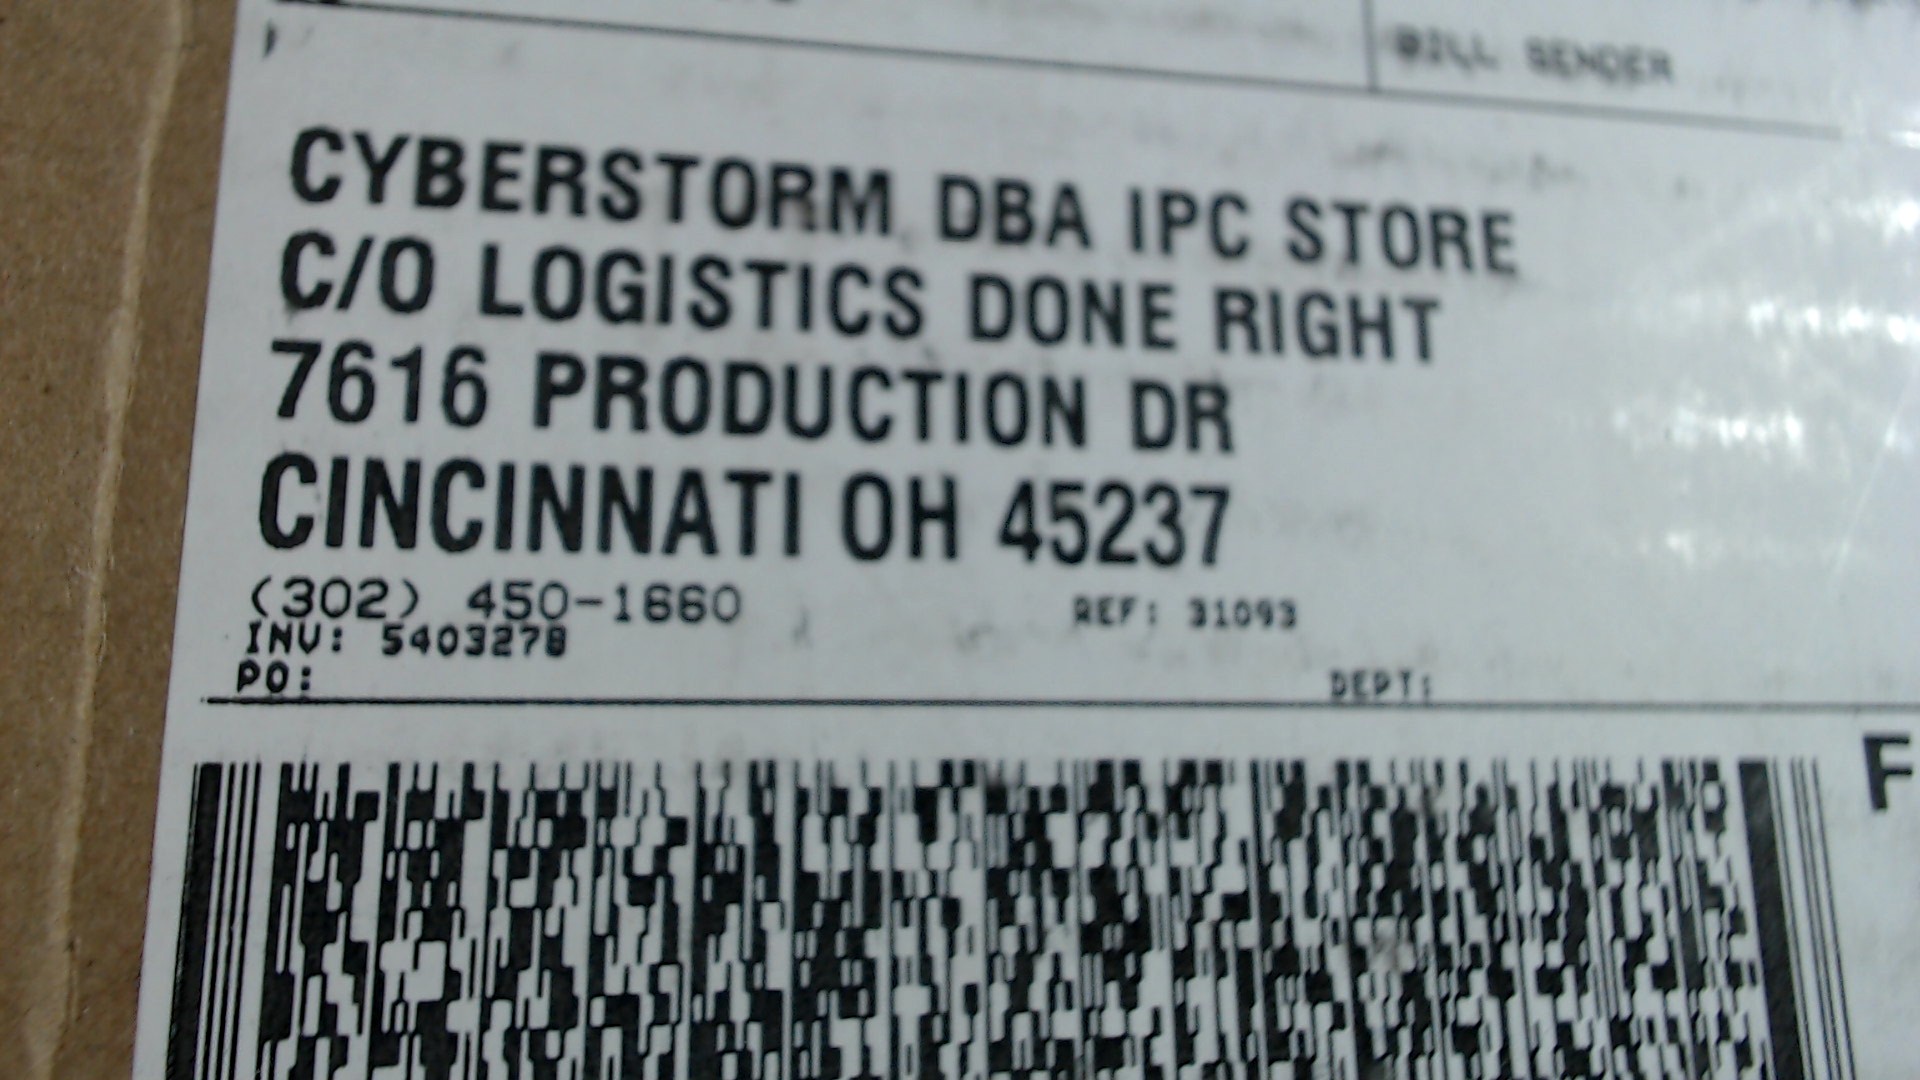 BILL SENDER
CYBERSTORM DBA IPC STORE
C/O LOGISTICS DONE RIGHT
7616 PRODUCTION DR
CINCINNATI OH 45237
(302) 450-1660 REF: 31093
INV: 5403278
PO: DEPT:
F